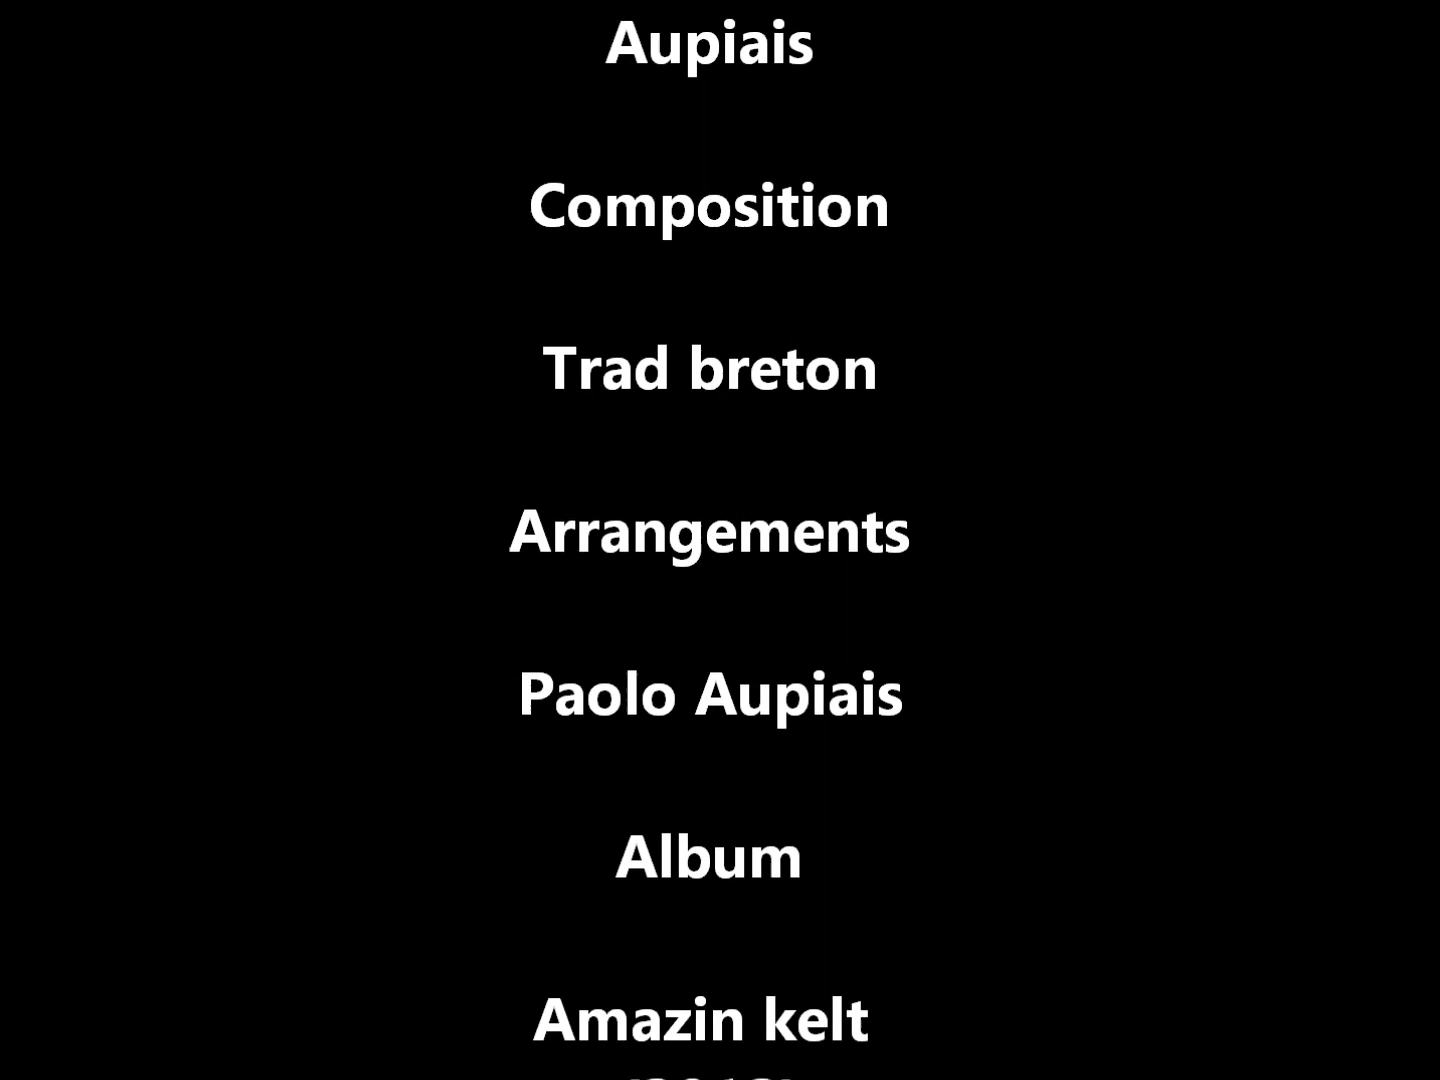 Aupiais
Composition
Trad breton
Arrangements
Paolo Aupiais
Album
Amazin kelt